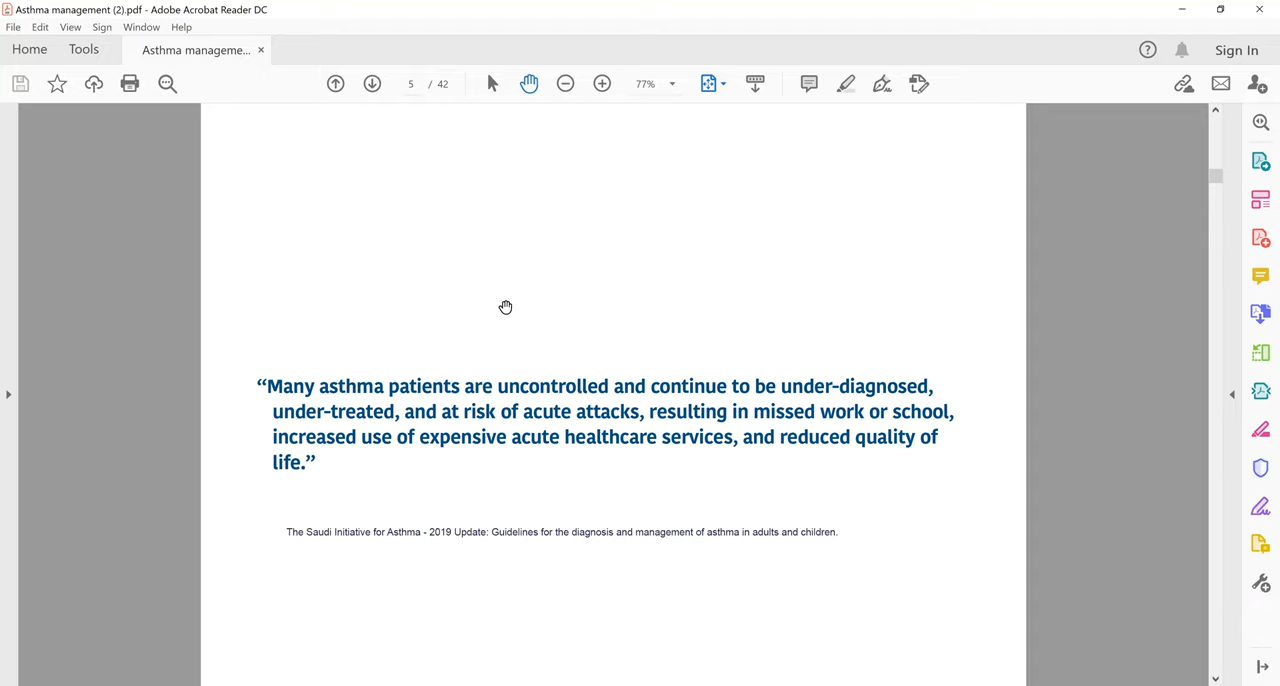 Asthma management (2).pdf - Adobe Acrobat Reader DC
File Edit View Sign Window Help
Home Tools Asthma manageme... × Sign In
5 / 42 77%
“Many asthma patients are uncontrolled and continue to be under-diagnosed,
under-treated, and at risk of acute attacks, resulting in missed work or school,
increased use of expensive acute healthcare services, and reduced quality of
life.”
The Saudi Initiative for Asthma - 2019 Update: Guidelines for the diagnosis and management of asthma in adults and children.